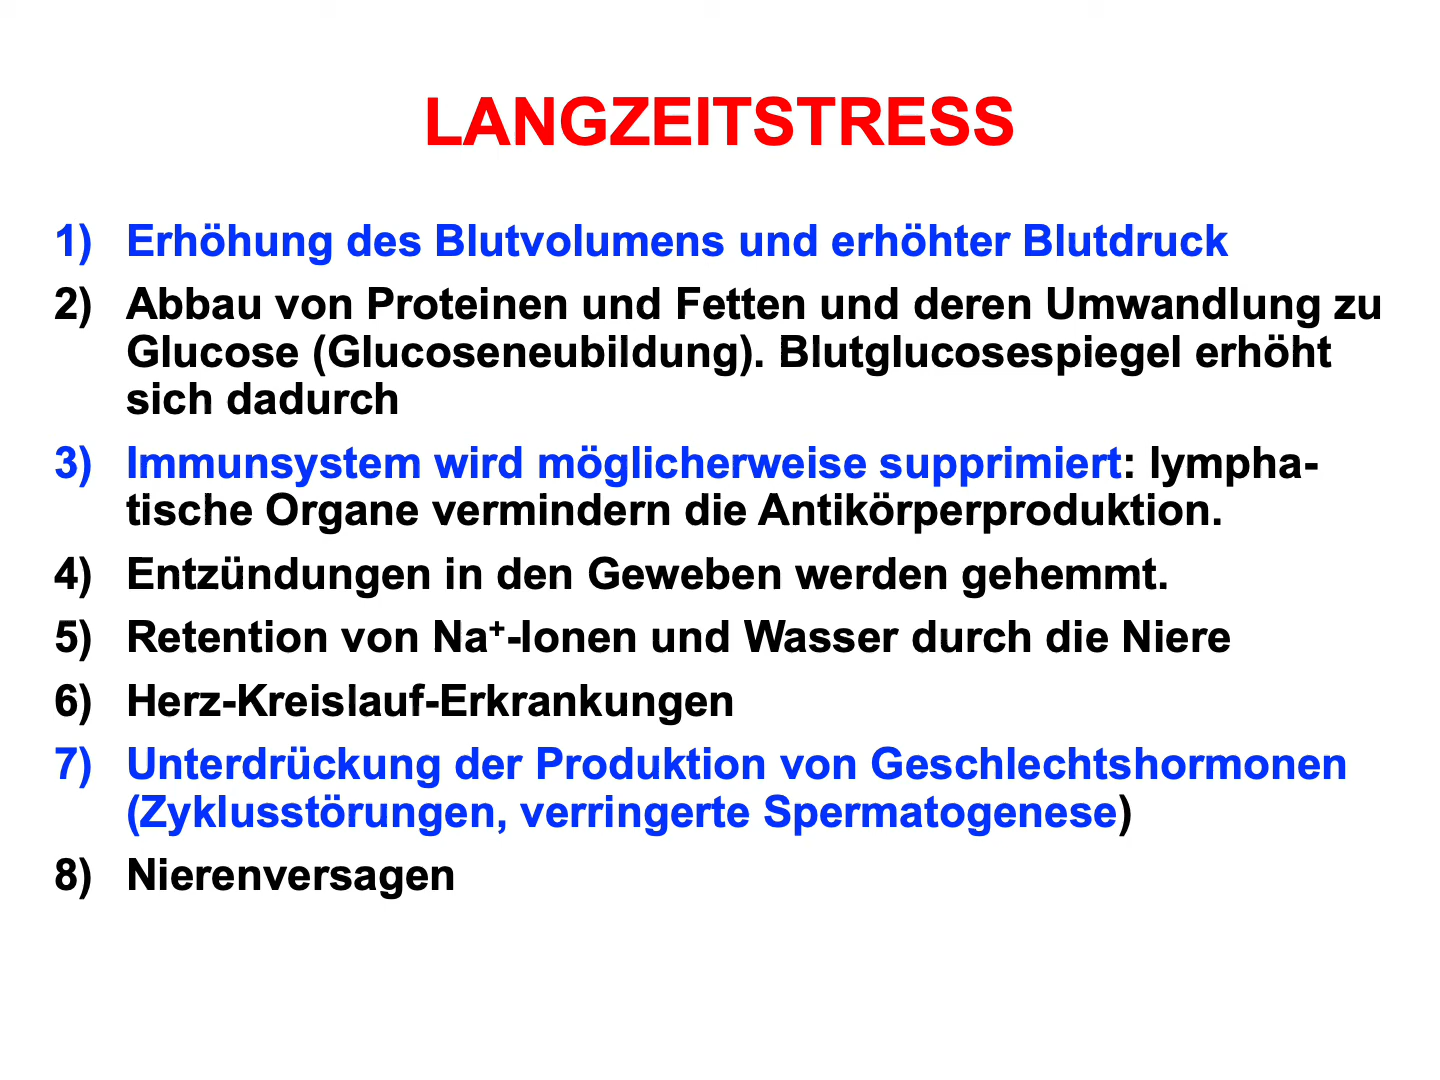 LANGZEITSTRESS
1) Erhöhung des Blutvolumens und erhöhter Blutdruck
2) Abbau von Proteinen und Fetten und deren Umwandlung zu
Glucose (Glucoseneubildung). Blutglucosespiegel erhöht
sich dadurch
3) Immunsystem wird möglicherweise supprimiert: lympha-
tische Organe vermindern die Antikörperproduktion.
4) Entzündungen in den Geweben werden gehemmt.
5) Retention von Na⁺-Ionen und Wasser durch die Niere
6) Herz-Kreislauf-Erkrankungen
7) Unterdrückung der Produktion von Geschlechtshormonen
(Zyklusstörungen, verringerte Spermatogenese)
8) Nierenversagen